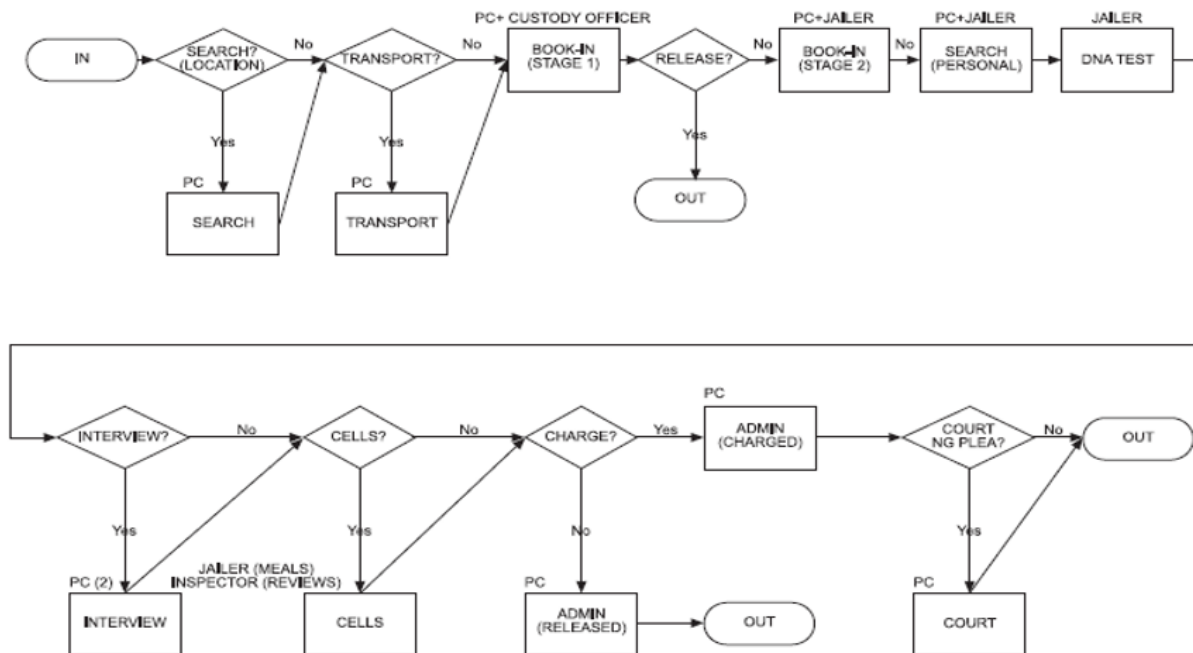 PC+ CUSTODY OFFICER
PC+JAILER
PC+JAILER
JAILER
IN
SEARCH?
(LOCATION)
No
TRANSPORT?
No
BOOK-IN
(STAGE 1)
RELEASE?
No
BOOK-IN
(STAGE 2)
No
SEARCH
(PERSONAL)
DNA TEST
Yes
Yes
Yes
PC
PC
SEARCH
TRANSPORT
OUT
INTERVIEW?
No
CELLS?
No
CHARGE?
Yes
PC
ADMIN
(CHARGED)
COURT
NG PLEA?
No
OUT
Yes
Yes
No
Yes
PC (2)
JAILER (MEALS)
INSPECTOR (REVIEWS)
PC
PC
INTERVIEW
CELLS
ADMIN
(RELEASED)
OUT
COURT